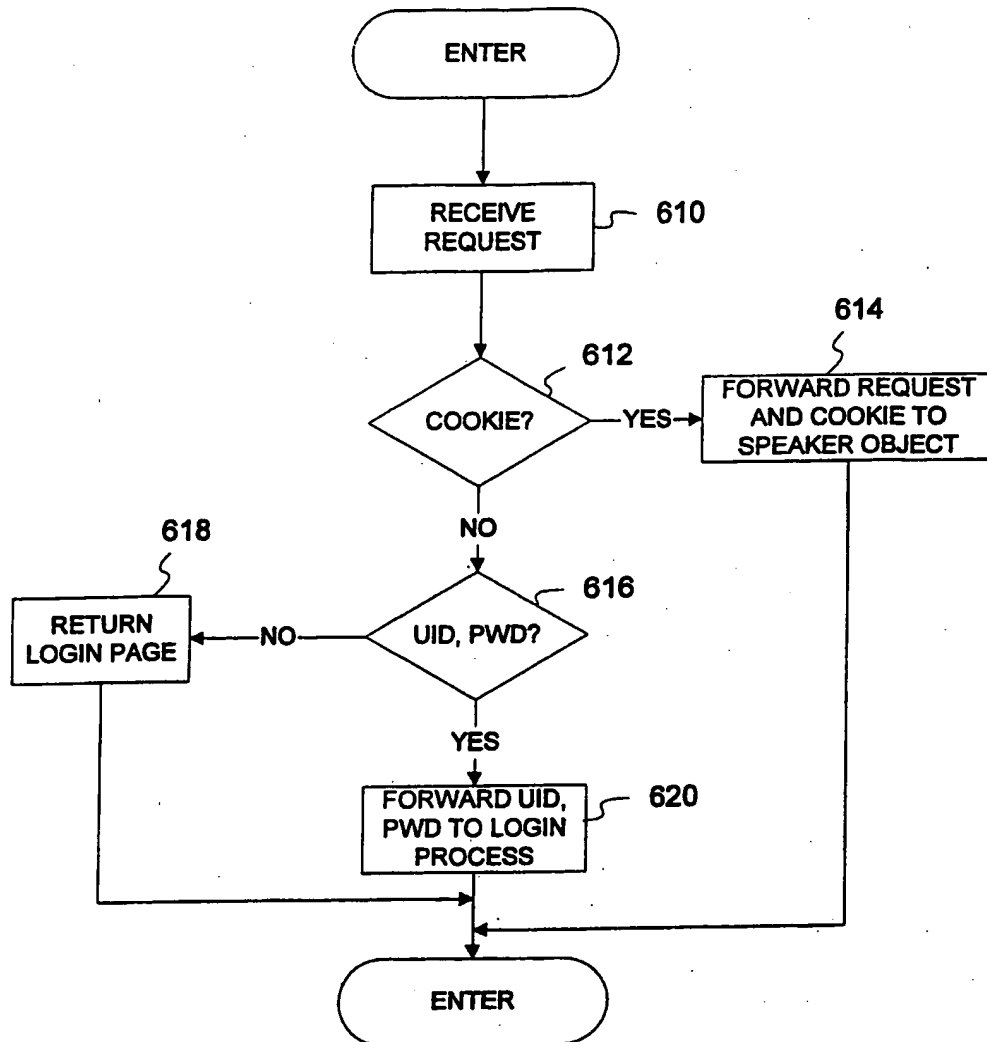 ENTER
RECEIVE
REQUEST
610
612
COOKIE?
YES
614
FORWARD REQUEST
AND COOKIE TO
SPEAKER OBJECT
NO
616
UID, PWD?
NO
618
RETURN
LOGIN PAGE
YES
FORWARD UID,
PWD TO LOGIN
PROCESS
620
ENTER